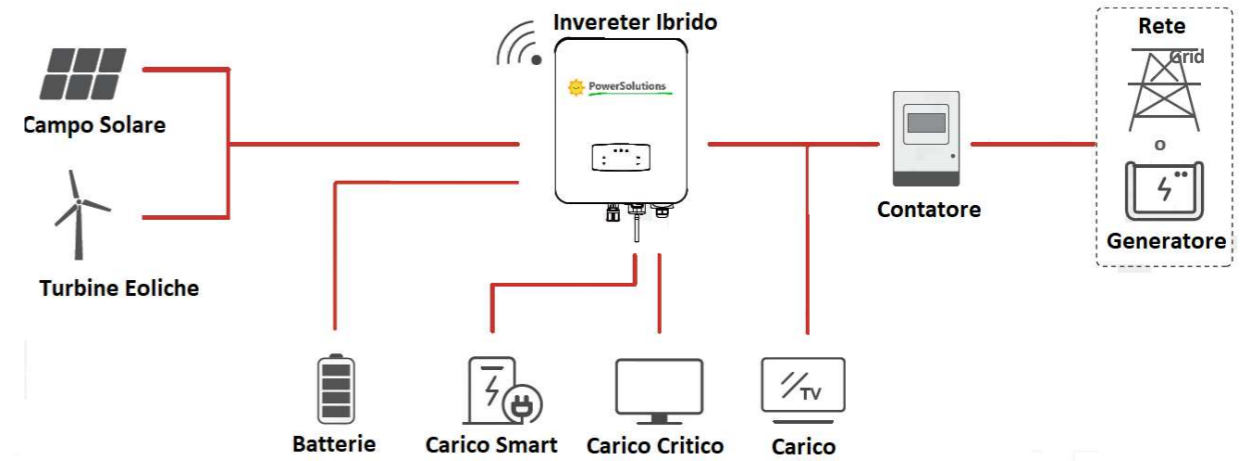 Invereter Ibrido
Rete
Grid
PowerSolutions
Campo Solare
o
Contatore
Generatore
Turbine Eoliche
TV
Batterie
Carico Smart
Carico Critico
Carico